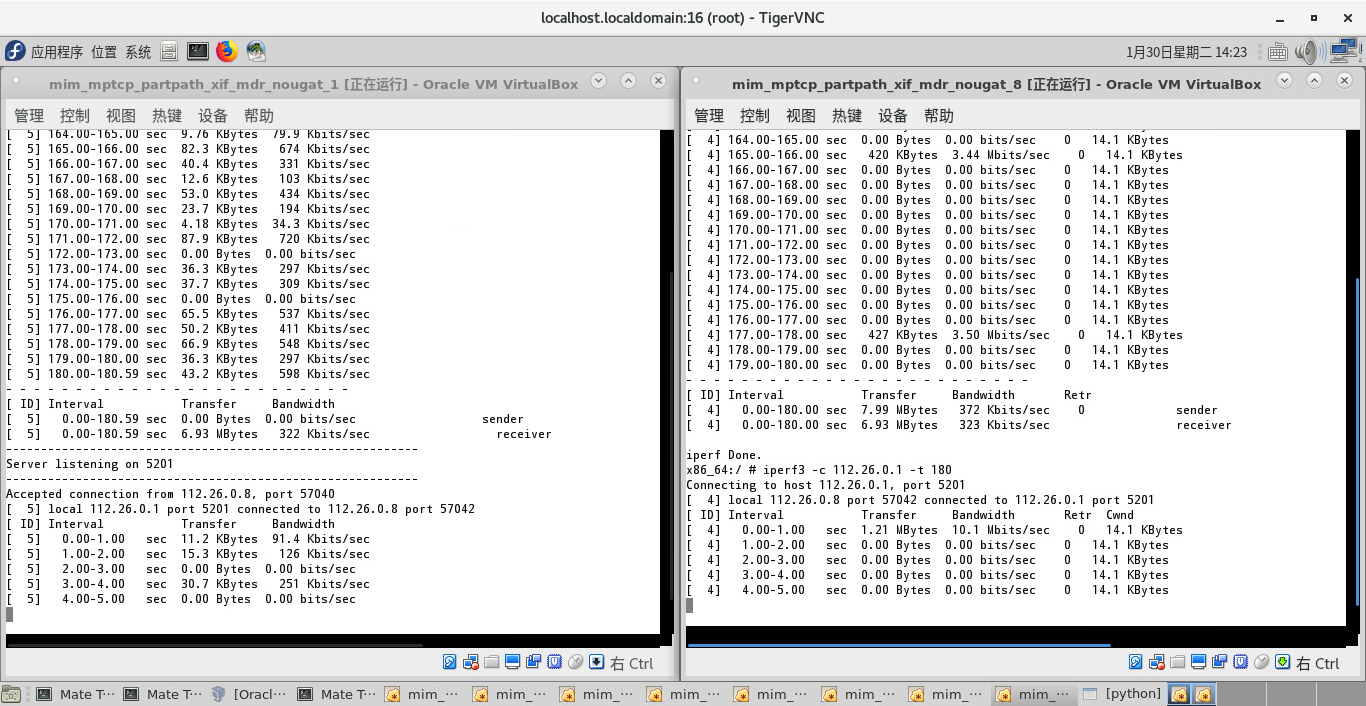 localhost.localdomain:16 (root) - TigerVNC
应用程序 位置 系统
1月30日星期二 14:23
mim_mptcp_partpath_xif_mdr_nougat_1 [正在运行] - Oracle VM VirtualBox
管理 控制 视图 热键 设备 帮助
[  5] 164.00-165.00 sec  9.76 KBytes  79.9 Kbits/sec
[  5] 165.00-166.00 sec  82.3 KBytes   674 Kbits/sec
[  5] 166.00-167.00 sec  40.4 KBytes   331 Kbits/sec
[  5] 167.00-168.00 sec  12.6 KBytes   103 Kbits/sec
[  5] 168.00-169.00 sec  53.0 KBytes   434 Kbits/sec
[  5] 169.00-170.00 sec  23.7 KBytes   194 Kbits/sec
[  5] 170.00-171.00 sec  4.18 KBytes  34.3 Kbits/sec
[  5] 171.00-172.00 sec  87.9 KBytes   720 Kbits/sec
[  5] 172.00-173.00 sec  0.00 Bytes  0.00 bits/sec
[  5] 173.00-174.00 sec  36.3 KBytes   297 Kbits/sec
[  5] 174.00-175.00 sec  37.7 KBytes   309 Kbits/sec
[  5] 175.00-176.00 sec  0.00 Bytes  0.00 bits/sec
[  5] 176.00-177.00 sec  65.5 KBytes   537 Kbits/sec
[  5] 177.00-178.00 sec  50.2 KBytes   411 Kbits/sec
[  5] 178.00-179.00 sec  66.9 KBytes   548 Kbits/sec
[  5] 179.00-180.00 sec  36.3 KBytes   297 Kbits/sec
[  5] 180.00-180.59 sec  43.2 KBytes   598 Kbits/sec
- - - - - - - - - - - - - - - - - - - - - - - - -
[ ID] Interval           Transfer     Bandwidth
[  5]   0.00-180.59 sec  0.00 Bytes  0.00 bits/sec                  sender
[  5]   0.00-180.59 sec  6.93 MBytes   322 Kbits/sec                  receiver
-----------------------------------------------------------
Server listening on 5201
-----------------------------------------------------------
Accepted connection from 112.26.0.8, port 57040
[  5] local 112.26.0.1 port 5201 connected to 112.26.0.8 port 57042
[ ID] Interval           Transfer     Bandwidth
[  5]   0.00-1.00   sec  11.2 KBytes  91.4 Kbits/sec
[  5]   1.00-2.00   sec  15.3 KBytes   126 Kbits/sec
[  5]   2.00-3.00   sec  0.00 Bytes  0.00 bits/sec
[  5]   3.00-4.00   sec  30.7 KBytes   251 Kbits/sec
[  5]   4.00-5.00   sec  0.00 Bytes  0.00 bits/sec
右 Ctrl
mim_mptcp_partpath_xif_mdr_nougat_8 [正在运行] - Oracle VM VirtualBox
管理 控制 视图 热键 设备 帮助
[  4] 164.00-165.00 sec  0.00 Bytes  0.00 bits/sec    0   14.1 KBytes
[  4] 165.00-166.00 sec   420 KBytes  3.44 Mbits/sec    0   14.1 KBytes
[  4] 166.00-167.00 sec  0.00 Bytes  0.00 bits/sec    0   14.1 KBytes
[  4] 167.00-168.00 sec  0.00 Bytes  0.00 bits/sec    0   14.1 KBytes
[  4] 168.00-169.00 sec  0.00 Bytes  0.00 bits/sec    0   14.1 KBytes
[  4] 169.00-170.00 sec  0.00 Bytes  0.00 bits/sec    0   14.1 KBytes
[  4] 170.00-171.00 sec  0.00 Bytes  0.00 bits/sec    0   14.1 KBytes
[  4] 171.00-172.00 sec  0.00 Bytes  0.00 bits/sec    0   14.1 KBytes
[  4] 172.00-173.00 sec  0.00 Bytes  0.00 bits/sec    0   14.1 KBytes
[  4] 173.00-174.00 sec  0.00 Bytes  0.00 bits/sec    0   14.1 KBytes
[  4] 174.00-175.00 sec  0.00 Bytes  0.00 bits/sec    0   14.1 KBytes
[  4] 175.00-176.00 sec  0.00 Bytes  0.00 bits/sec    0   14.1 KBytes
[  4] 176.00-177.00 sec  0.00 Bytes  0.00 bits/sec    0   14.1 KBytes
[  4] 177.00-178.00 sec   427 KBytes  3.50 Mbits/sec    0   14.1 KBytes
[  4] 178.00-179.00 sec  0.00 Bytes  0.00 bits/sec    0   14.1 KBytes
[  4] 179.00-180.00 sec  0.00 Bytes  0.00 bits/sec    0   14.1 KBytes
- - - - - - - - - - - - - - - - - - - - - - - - -
[ ID] Interval           Transfer     Bandwidth       Retr
[  4]   0.00-180.00 sec  7.99 MBytes   372 Kbits/sec    0             sender
[  4]   0.00-180.00 sec  6.93 MBytes   323 Kbits/sec                  receiver
iperf Done.
x86_64:/ # iperf3 -c 112.26.0.1 -t 180
Connecting to host 112.26.0.1, port 5201
[  4] local 112.26.0.8 port 57042 connected to 112.26.0.1 port 5201
[ ID] Interval           Transfer     Bandwidth       Retr  Cwnd
[  4]   0.00-1.00   sec  1.21 MBytes  10.1 Mbits/sec    0   14.1 KBytes
[  4]   1.00-2.00   sec  0.00 Bytes  0.00 bits/sec    0   14.1 KBytes
[  4]   2.00-3.00   sec  0.00 Bytes  0.00 bits/sec    0   14.1 KBytes
[  4]   3.00-4.00   sec  0.00 Bytes  0.00 bits/sec    0   14.1 KBytes
[  4]   4.00-5.00   sec  0.00 Bytes  0.00 bits/sec    0   14.1 KBytes
右 Ctrl
Mate T… Mate T… [Oracl… Mate T… mim_… mim_… mim_… mim_… mim_… mim_… mim_… mim_… [python]